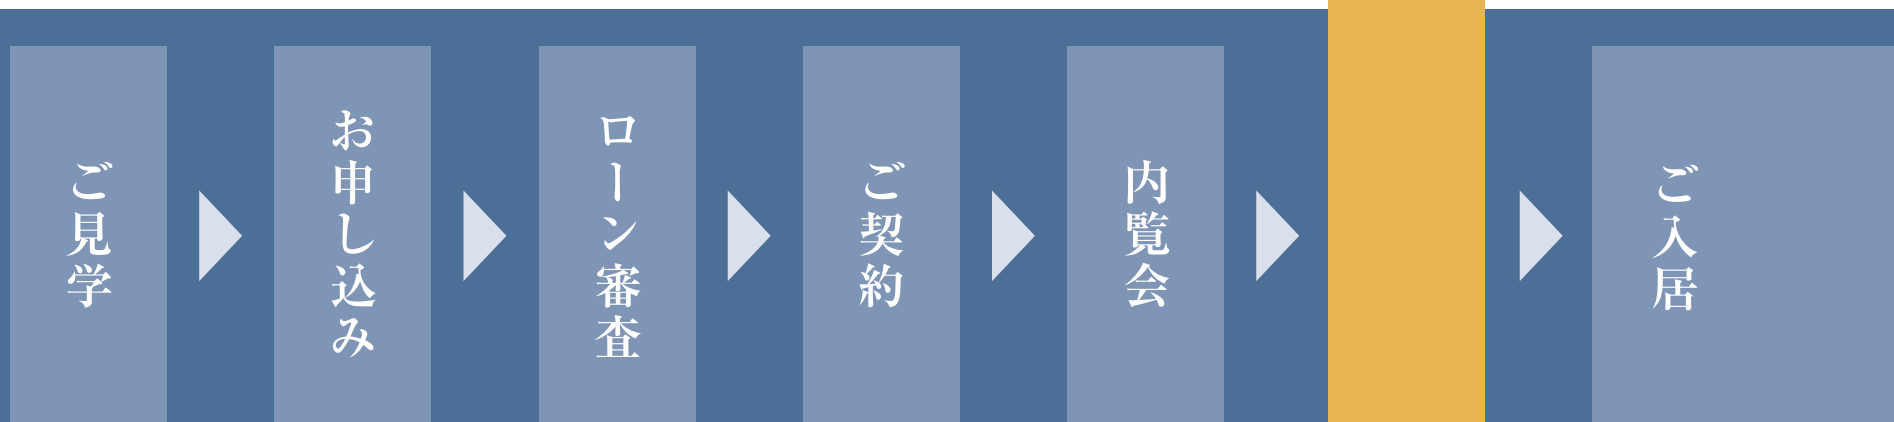 ご見学
お申し込み
ローン審査
ご契約
内覧会
ご入居